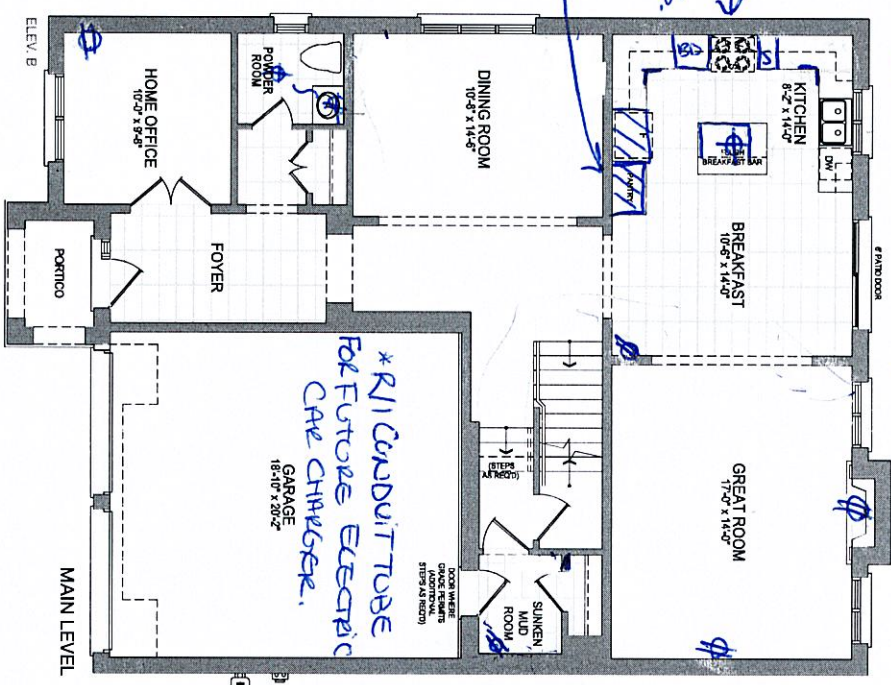 ELEV. B
HOME OFFICE
10'-0" x 9'-8"
POWDER
ROOM
DINING ROOM
10'-8" x 14'-6"
KITCHEN
8'-2" x 14'-0"
BREAKFAST BAR
DW
F
PANTRY
S
BREAKFAST
10'-6" x 14'-0"
6' PATIO DOOR
FOYER
PORTICO
GREAT ROOM
17'-0" x 14'-0"
(STEPS
AS REQ'D)
SUNKEN
MUD
ROOM
DOOR WHERE
GRADE PERMITS
(ADDITIONAL
STEPS AS REQ'D)
GARAGE
18'-10" x 20'-2"
*R/I CONDUIT TUBE
FOR FUTURE ELECTRIC
CAR CHARGER.
MAIN LEVEL